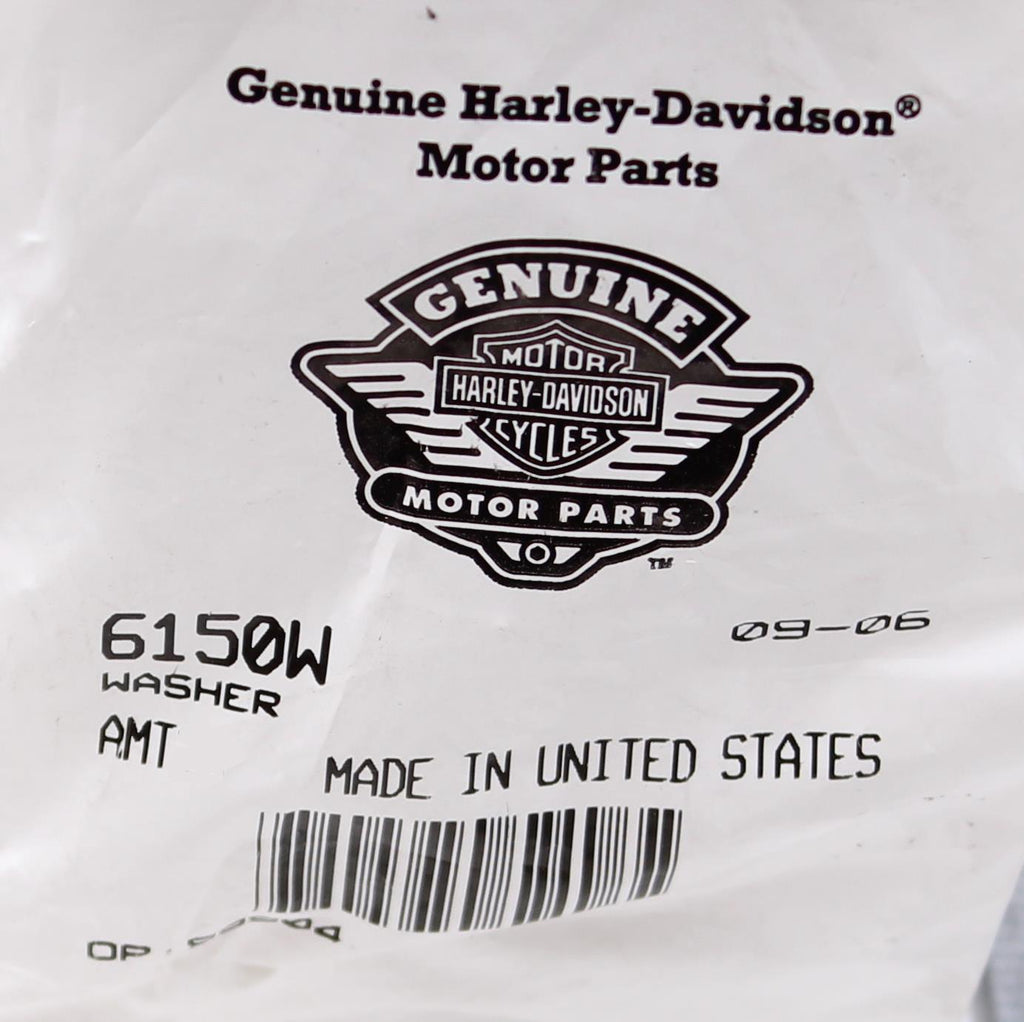 Genuine Harley-Davidson®
Motor Parts
GENUINE
MOTOR
HARLEY-DAVIDSON
CYCLES
MOTOR PARTS
TM
6150W
09-06
WASHER
AMT
MADE IN UNITED STATES
OP